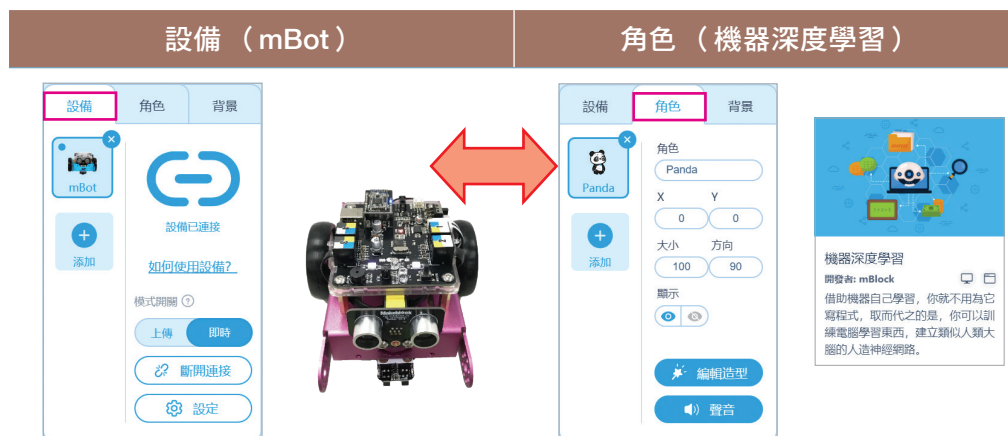 設備 （mBot）
角色 （機器深度學習）
設備 角色 背景
mBot
添加
設備已連接
如何使用設備?
模式開關 ?
上傳 即時
斷開連接
設定
設備 角色 背景
Panda
添加
角色
Panda
X Y
0 0
大小 方向
100 90
顯示
編輯造型
聲音
機器深度學習
開發者: mBlock
借助機器自己學習，你就不用為它
寫程式，取而代之的是，你可以訓
練電腦學習東西，建立類似人類大
腦的人造神經網路。